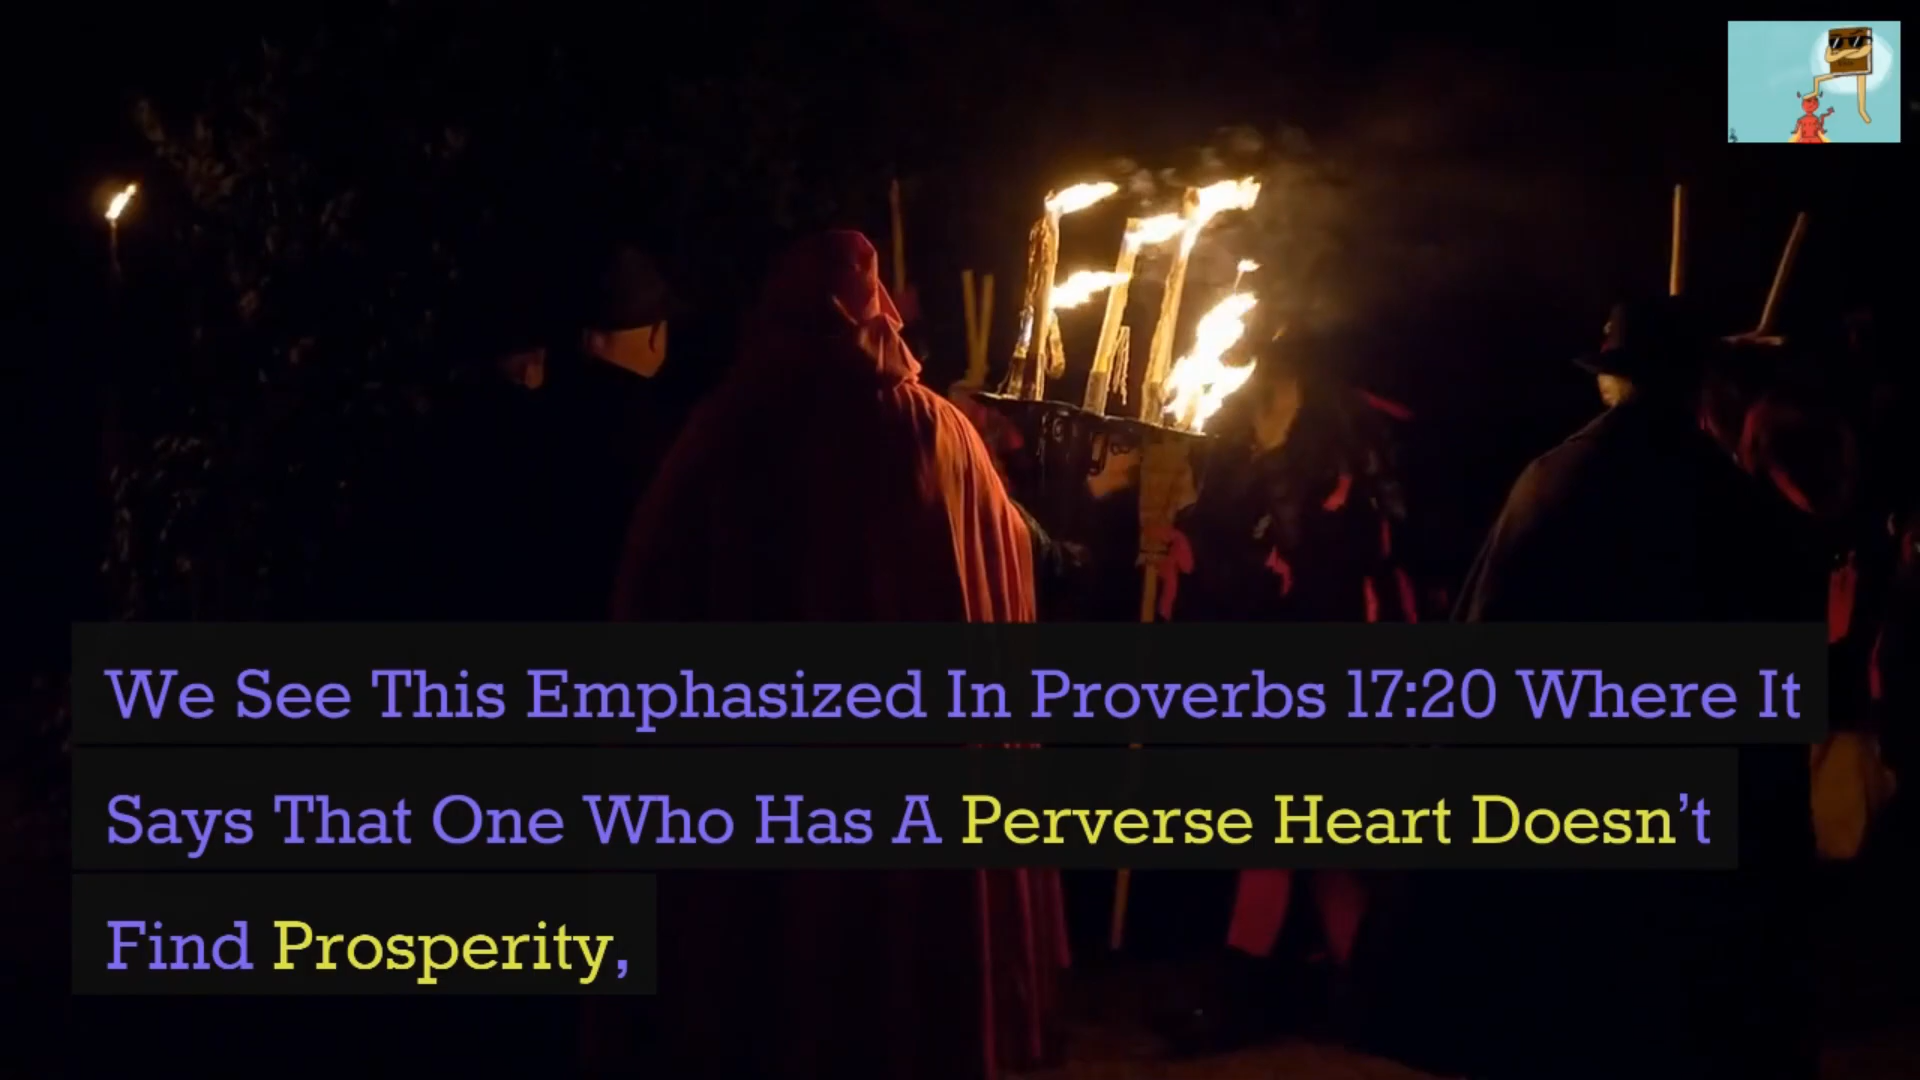 We See This Emphasized In Proverbs 17:20 Where It
Says That One Who Has A Perverse Heart Doesn’t
Find Prosperity,